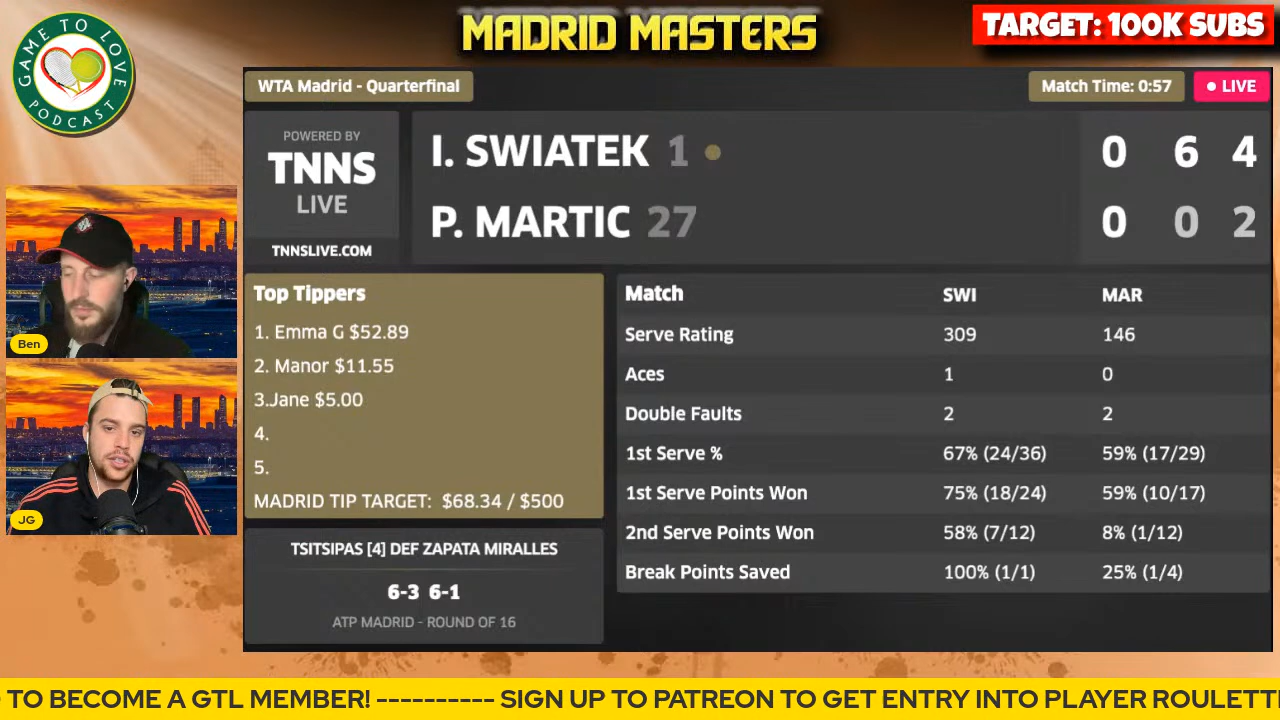 GAME TO LOVE
PODCAST
MADRID MASTERS
TARGET: 100K SUBS
WTA Madrid - Quarterfinal
Match Time: 0:57
LIVE
POWERED BY
TNNS
LIVE
TNNSLIVE.COM
I. SWIATEK 1 0 6 4
P. MARTIC 27 0 0 2
Top Tippers
1. Emma G $52.89
2. Manor $11.55
3.Jane $5.00
4.
5.
MADRID TIP TARGET: $68.34 / $500
TSITSIPAS [4] DEF ZAPATA MIRALLES
6-3 6-1
ATP MADRID - ROUND OF 16
Match SWI MAR
Serve Rating 309 146
Aces 1 0
Double Faults 2 2
1st Serve % 67% (24/36) 59% (17/29)
1st Serve Points Won 75% (18/24) 59% (10/17)
2nd Serve Points Won 58% (7/12) 8% (1/12)
Break Points Saved 100% (1/1) 25% (1/4)
Ben
JG
TO BECOME A GTL MEMBER! ---------- SIGN UP TO PATREON TO GET ENTRY INTO PLAYER ROULETT